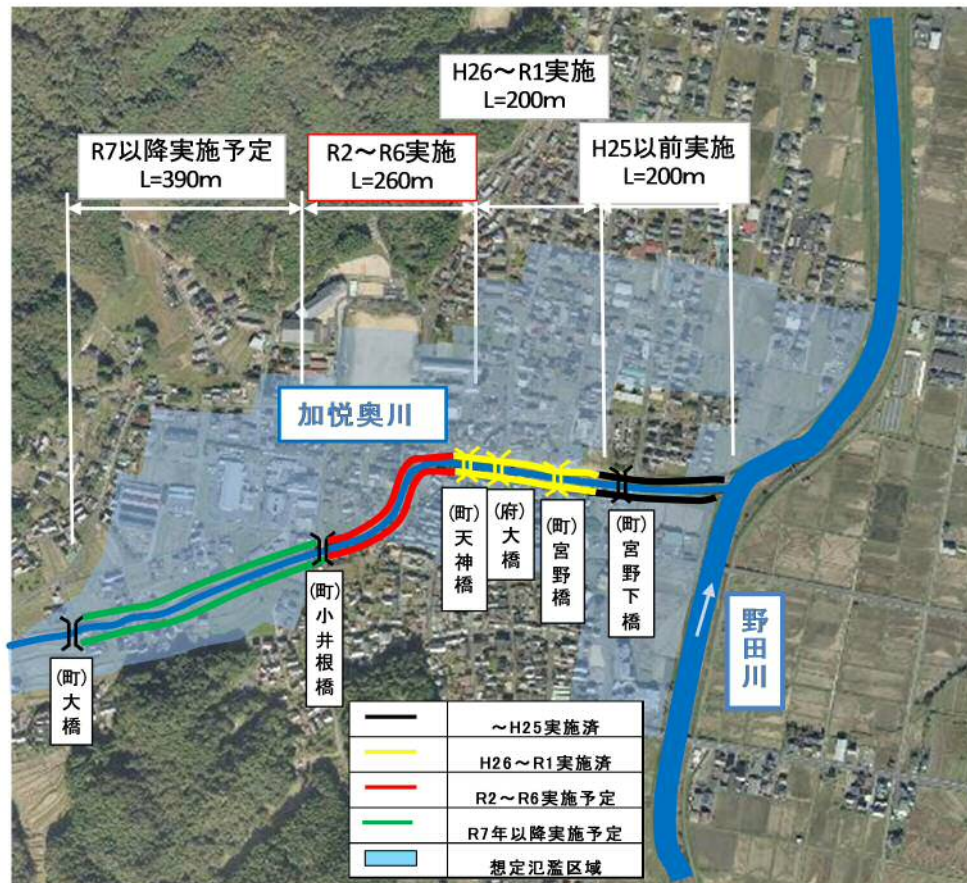 H26～R1実施
L=200m
R7以降実施予定
L=390m
R2～R6実施
L=260m
H25以前実施
L=200m
加悦奥川
(町)天神橋
(府)大橋
(町)宮野橋
(町)宮野下橋
(町)小井根橋
(町)大橋
野田川
～H25実施済
H26～R1実施済
R2～R6実施予定
R7年以降実施予定
想定氾濫区域